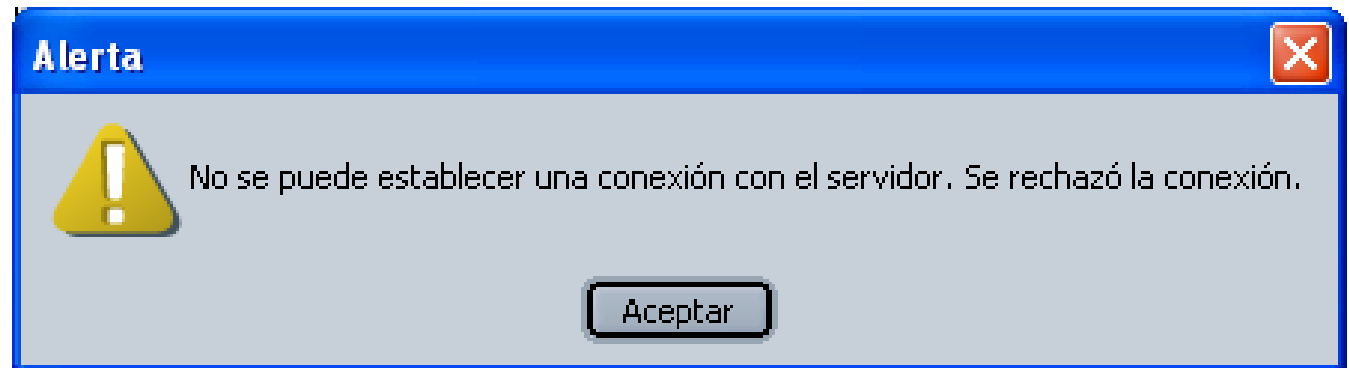 Alerta
No se puede establecer una conexión con el servidor. Se rechazó la conexión.
Aceptar